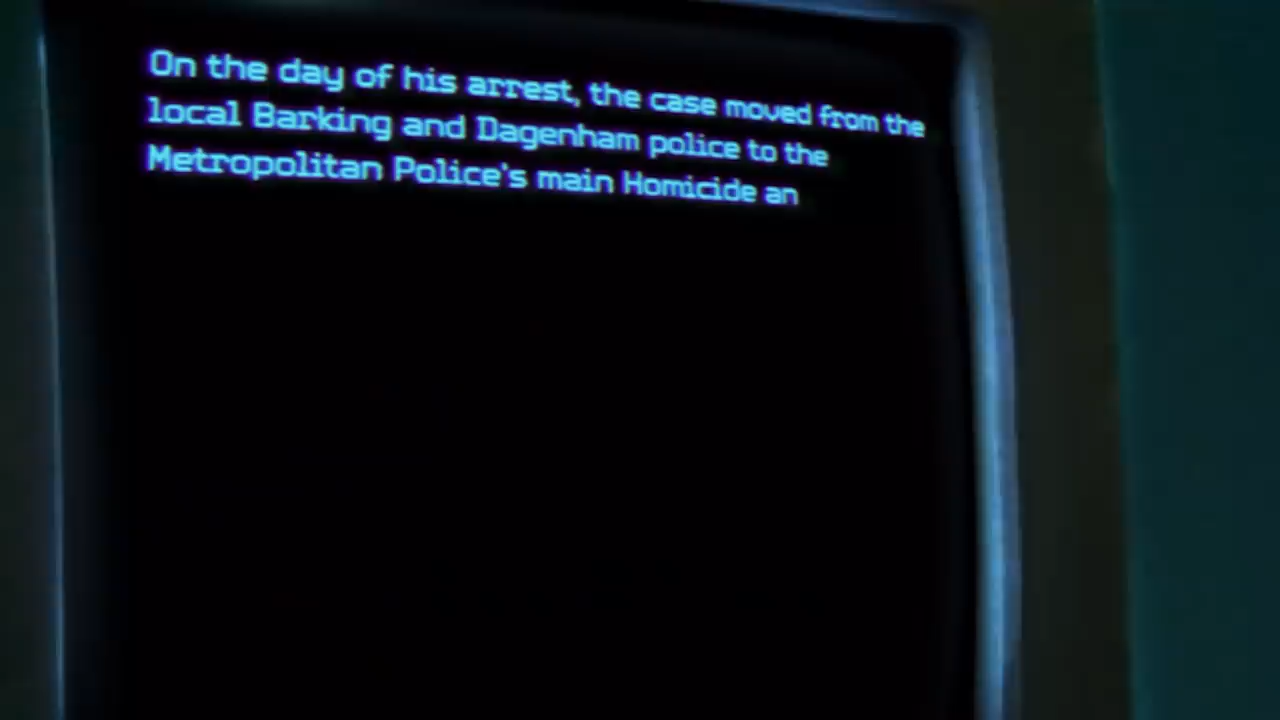 On the day of his arrest, the case moved from the
local Barking and Dagenham police to the
Metropolitan Police's main Homicide an